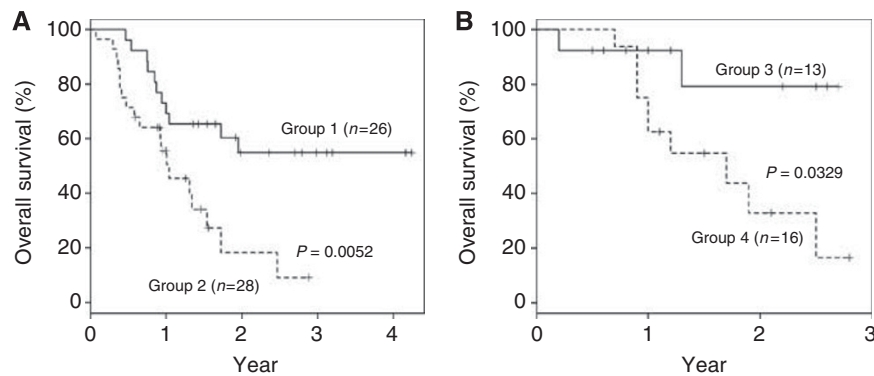 A
Overall survival (%)
100
80
60
40
20
0
Group 1 (n=26)
P = 0.0052
Group 2 (n=28)
0 1 2 3 4
Year
B
Overall survival (%)
100
80
60
40
20
0
Group 3 (n=13)
P = 0.0329
Group 4 (n=16)
0 1 2 3
Year